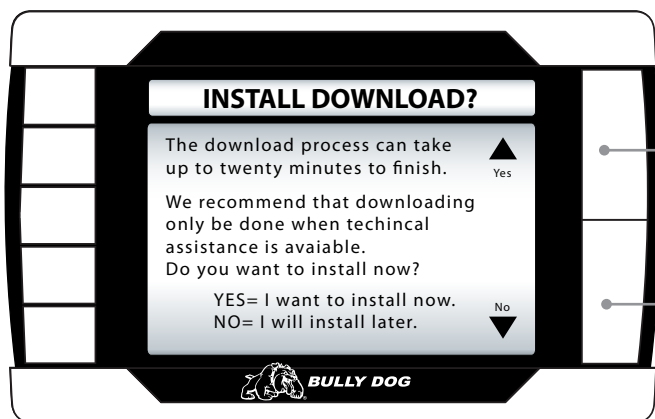 INSTALL DOWNLOAD?
The download process can take
up to twenty minutes to finish.
Yes
We recommend that downloading
only be done when techincal
assistance is avaiable.
Do you want to install now?
YES= I want to install now.
NO= I will install later.
No
BULLY DOG